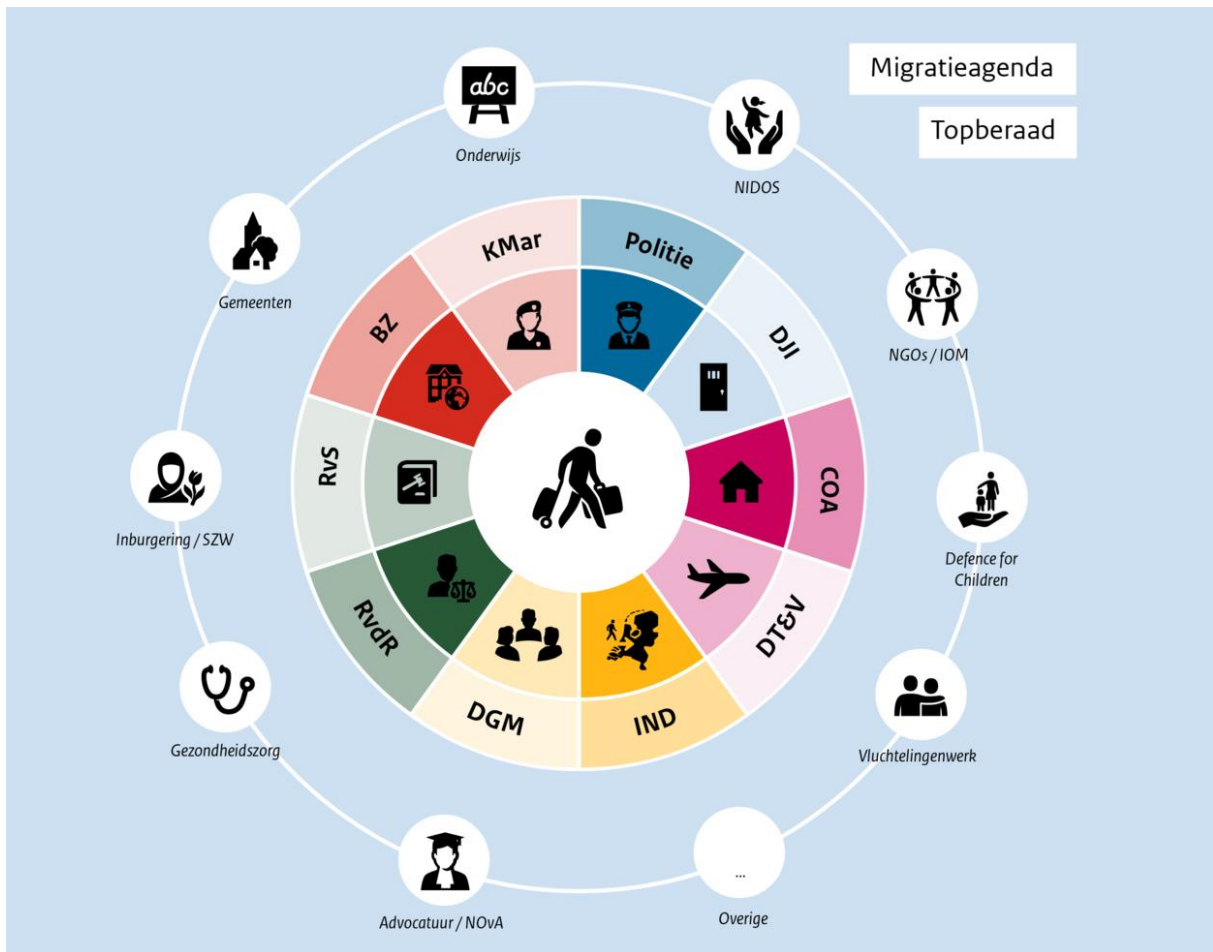 Migratieagenda
Topberaad
abc
Onderwijs
NIDOS
Gemeenten
NGOs / IOM
Inburgering / SZW
Defence for
Children
Gezondheidszorg
Vluchtelingenwerk
Advocatuur / NOvA
...
Overige
KMar
Politie
DJI
COA
DT&V
IND
DGM
RvdR
RvS
BZ